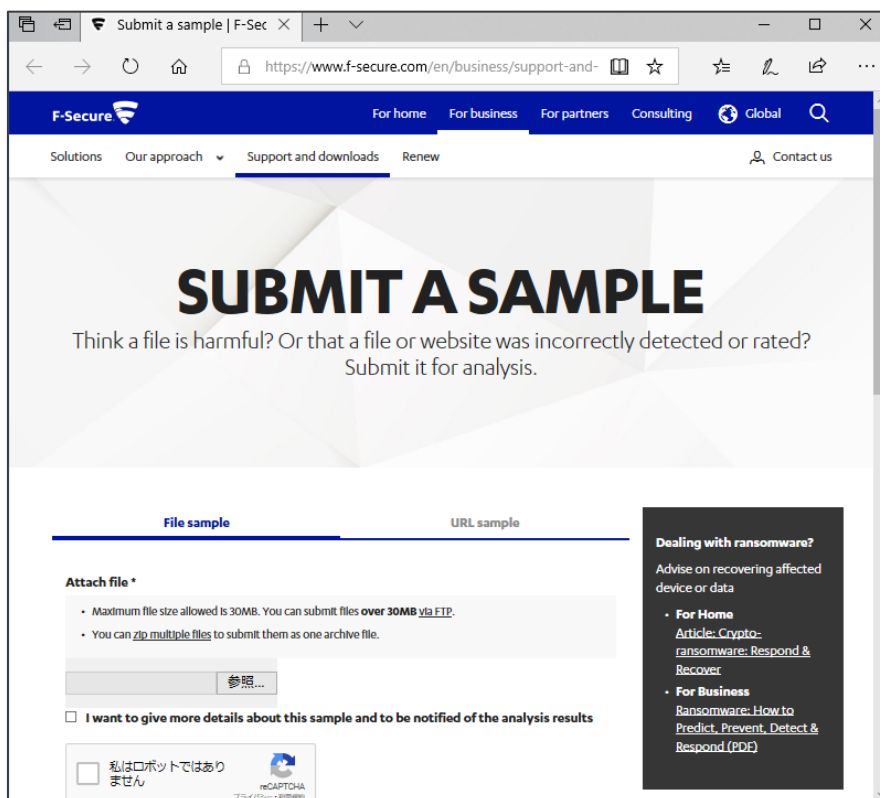 Submit a sample | F-Sec
https://www.f-secure.com/en/business/support-and-
F-Secure
For home For business For partners Consulting Global
Solutions Our approach Support and downloads Renew Contact us
SUBMIT A SAMPLE
Think a file is harmful? Or that a file or website was incorrectly detected or rated?
Submit it for analysis.
File sample URL sample
Attach file *
• Maximum file size allowed is 30MB. You can submit files over 30MB via FTP.
• You can zip multiple files to submit them as one archive file.
参照...
I want to give more details about this sample and to be notified of the analysis results
私はロボットではあり
ません
reCAPTCHA
Dealing with ransomware?
Advise on recovering affected
device or data
• For Home
Article: Crypto-
ransomware: Respond &
Recover
• For Business
Ransomware: How to
Predict, Prevent, Detect &
Respond (PDF)